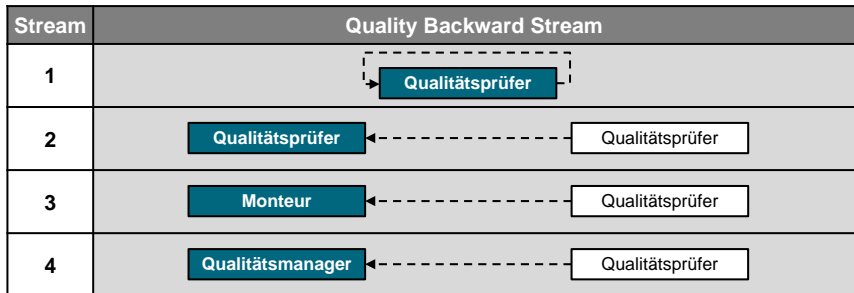 Stream Quality Backward Stream
1 Qualitätsprüfer
2 Qualitätsprüfer Qualitätsprüfer
3 Monteur Qualitätsprüfer
4 Qualitätsmanager Qualitätsprüfer